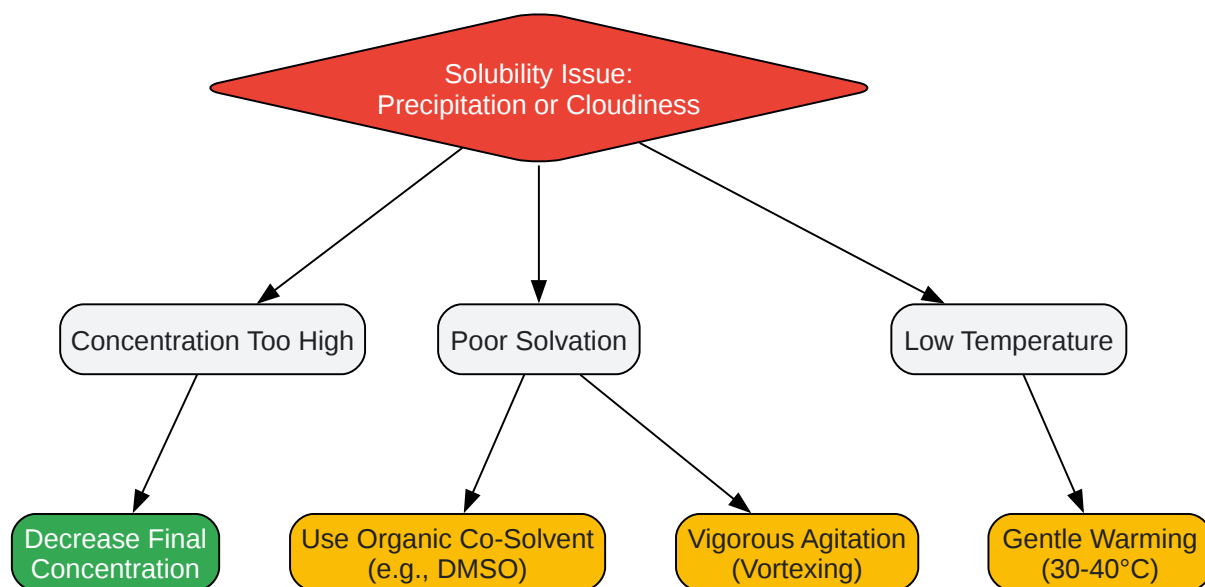 Solubility Issue:
Precipitation or Cloudiness
Concentration Too High
Poor Solvation
Low Temperature
Decrease Final
Concentration
Use Organic Co-Solvent
(e.g., DMSO)
Vigorous Agitation
(Vortexing)
Gentle Warming
(30-40°C)